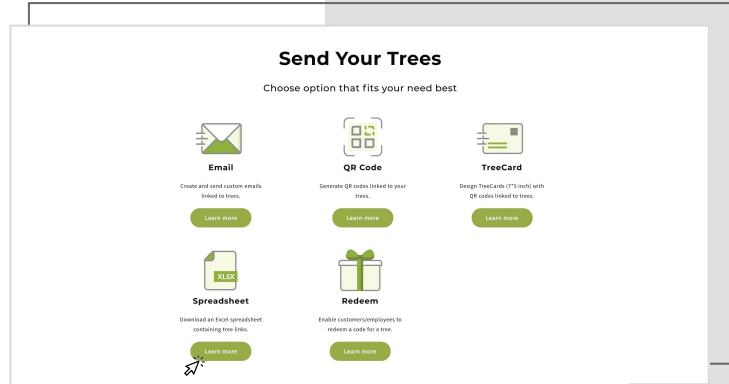 Send Your Trees
Choose option that fits your need best
Email
Create and send custom emails
linked to trees.
Learn more
QR Code
Generate QR codes linked to your
trees.
Learn more
TreeCard
Design TreeCards (7*5 inch) with
QR codes linked to trees.
Learn more
XLSX
Spreadsheet
Download an Excel spreadsheet
containing tree links.
Learn more
Redeem
Enable customers/employees to
redeem a code for a tree.
Learn more